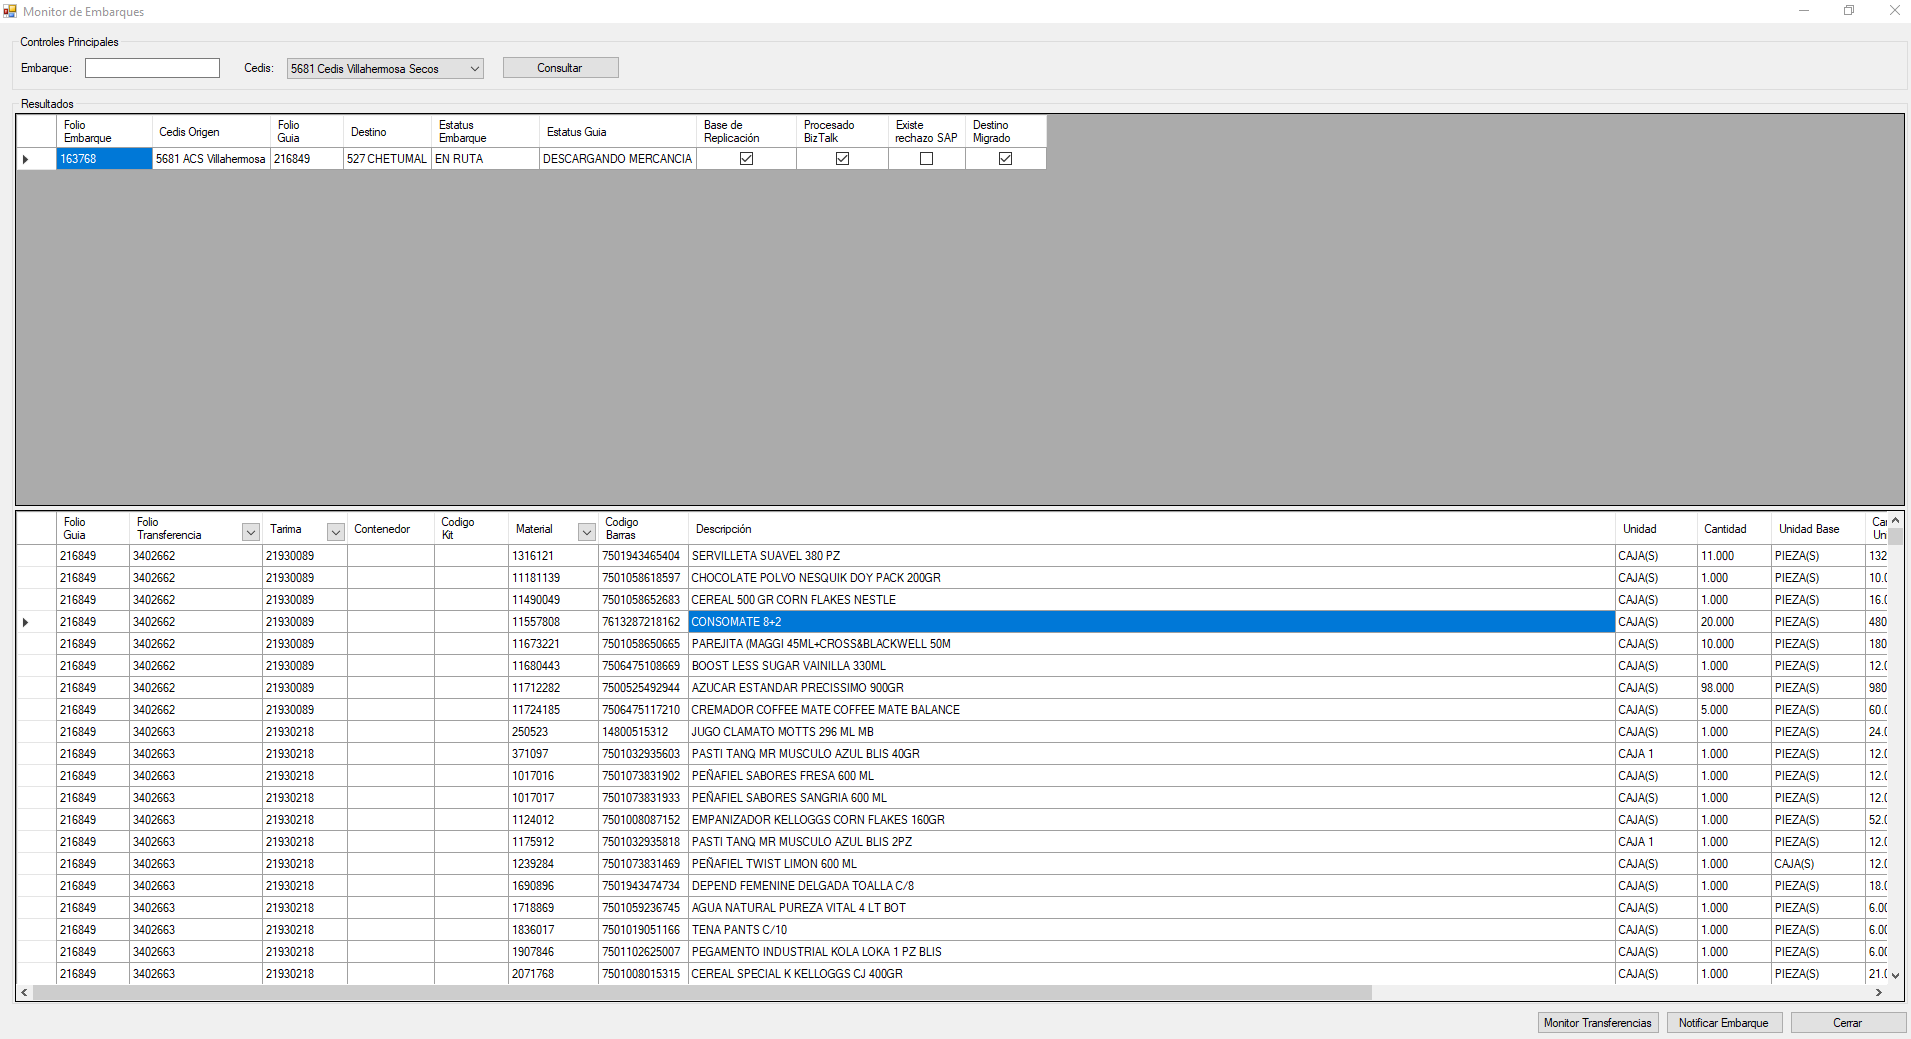 Monitor de Embarques
Controles Principales
Embarque: Cedis: 5681 Cedis Villahermosa Secos Consultar
Resultados
Folio Embarque Cedis Origen Folio Guia Destino Estatus Embarque Estatus Guia Base de Replicación Procesado BizTalk Existe rechazo SAP Destino Migrado
163768 5681 ACS Villahermosa 216849 527 CHETUMAL EN RUTA DESCARGANDO MERCANCIA
Folio Guia Folio Transferencia Tarima Contenedor Codigo Kit Material Codigo Barras Descripción Unidad Cantidad Unidad Base
216849 3402662 21930089 1316121 7501943465404 SERVILLETA SUAVEL 380 PZ CAJA(S) 11.000 PIEZA(S) 132
216849 3402662 21930089 11181139 7501058618597 CHOCOLATE POLVO NESQUIK DOY PACK 200GR CAJA(S) 1.000 PIEZA(S) 10.0
216849 3402662 21930089 11490049 7501058652683 CEREAL 500 GR CORN FLAKES NESTLE CAJA(S) 1.000 PIEZA(S) 16.0
216849 3402662 21930089 11557808 7613287218162 CONSOMATE 8+2 CAJA(S) 20.000 PIEZA(S) 480
216849 3402662 21930089 11673221 7501058650665 PAREJITA (MAGGI 45ML+CROSS&BLACKWELL 50M CAJA(S) 10.000 PIEZA(S) 180
216849 3402662 21930089 11680443 7506475108669 BOOST LESS SUGAR VAINILLA 330ML CAJA(S) 1.000 PIEZA(S) 12.0
216849 3402662 21930089 11712282 7500525492944 AZUCAR ESTANDAR PRECISSIMO 900GR CAJA(S) 98.000 PIEZA(S) 980
216849 3402662 21930089 11724185 7506475117210 CREMADOR COFFEE MATE COFFEE MATE BALANCE CAJA(S) 5.000 PIEZA(S) 60.0
216849 3402663 21930218 250523 14800515312 JUGO CLAMATO MOTTS 296 ML MB CAJA(S) 1.000 PIEZA(S) 24.0
216849 3402663 21930218 371097 7501032935603 PASTI TANQ MR MUSCULO AZUL BLIS 40GR CAJA 1 1.000 PIEZA(S) 12.0
216849 3402663 21930218 1017016 7501073831902 PEÑAFIEL SABORES FRESA 600 ML CAJA(S) 1.000 PIEZA(S) 12.0
216849 3402663 21930218 1017017 7501073831933 PEÑAFIEL SABORES SANGRIA 600 ML CAJA(S) 1.000 PIEZA(S) 12.0
216849 3402663 21930218 1124012 7501008087152 EMPANIZADOR KELLOGGS CORN FLAKES 160GR CAJA(S) 1.000 PIEZA(S) 52.0
216849 3402663 21930218 1175912 7501032935818 PASTI TANQ MR MUSCULO AZUL BLIS 2PZ CAJA 1 1.000 PIEZA(S) 12.0
216849 3402663 21930218 1239284 7501073831469 PEÑAFIEL TWIST LIMON 600 ML CAJA(S) 1.000 CAJA(S) 12.0
216849 3402663 21930218 1690896 7501943474734 DEPEND FEMENINE DELGADA TOALLA C/8 CAJA(S) 1.000 PIEZA(S) 18.0
216849 3402663 21930218 1718869 7501059236745 AGUA NATURAL PUREZA VITAL 4 LT BOT CAJA(S) 1.000 PIEZA(S) 6.00
216849 3402663 21930218 1836017 7501019051166 TENA PANTS C/10 CAJA(S) 1.000 PIEZA(S) 6.00
216849 3402663 21930218 1907846 7501102625007 PEGAMENTO INDUSTRIAL KOLA LOKA 1 PZ BLIS CAJA(S) 1.000 PIEZA(S) 6.00
216849 3402663 21930218 2071768 7501008015315 CEREAL SPECIAL K KELLOGGS CJ 400GR CAJA(S) 1.000 PIEZA(S) 21.0
Monitor Transferencias Notificar Embarque Cerrar